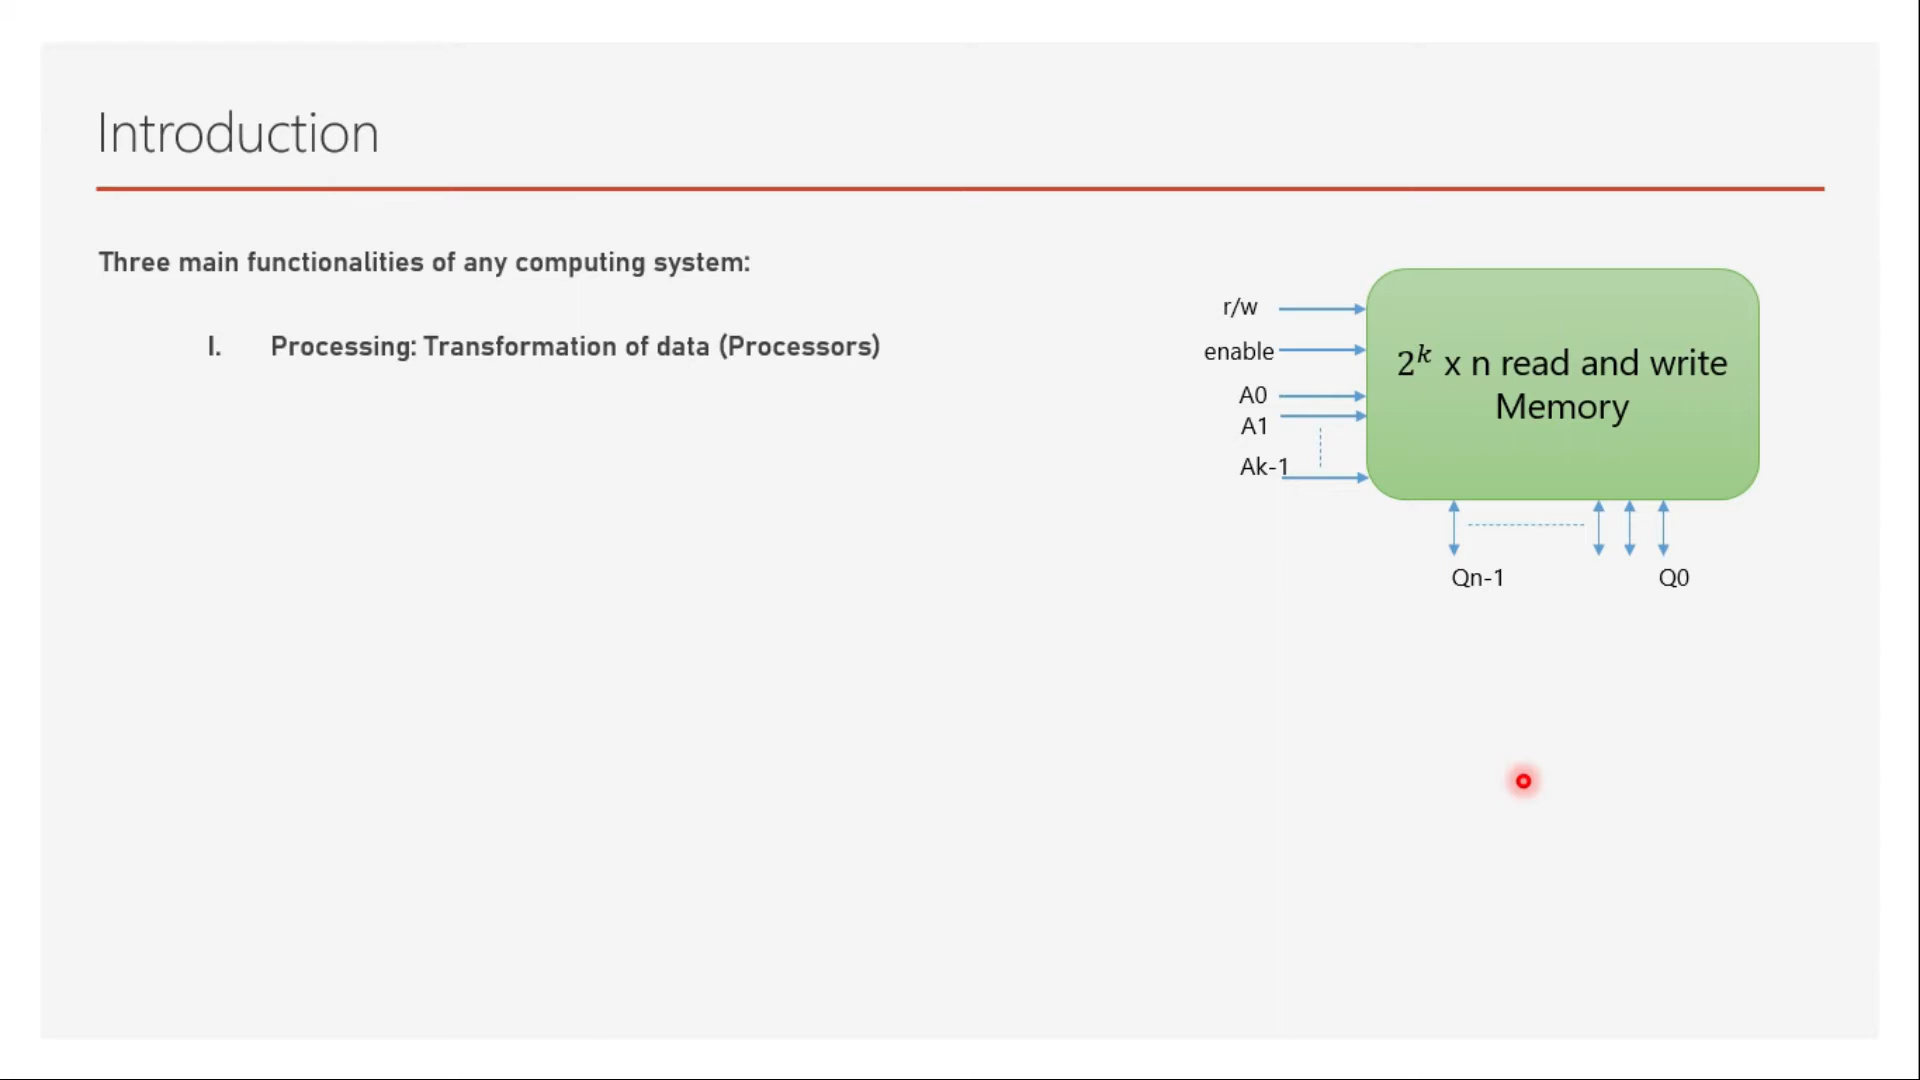 Introduction
Three main functionalities of any computing system:
I. Processing: Transformation of data (Processors)
r/w
enable
A0
A1
Ak-1
2^k x n read and write
Memory
Qn-1
Q0